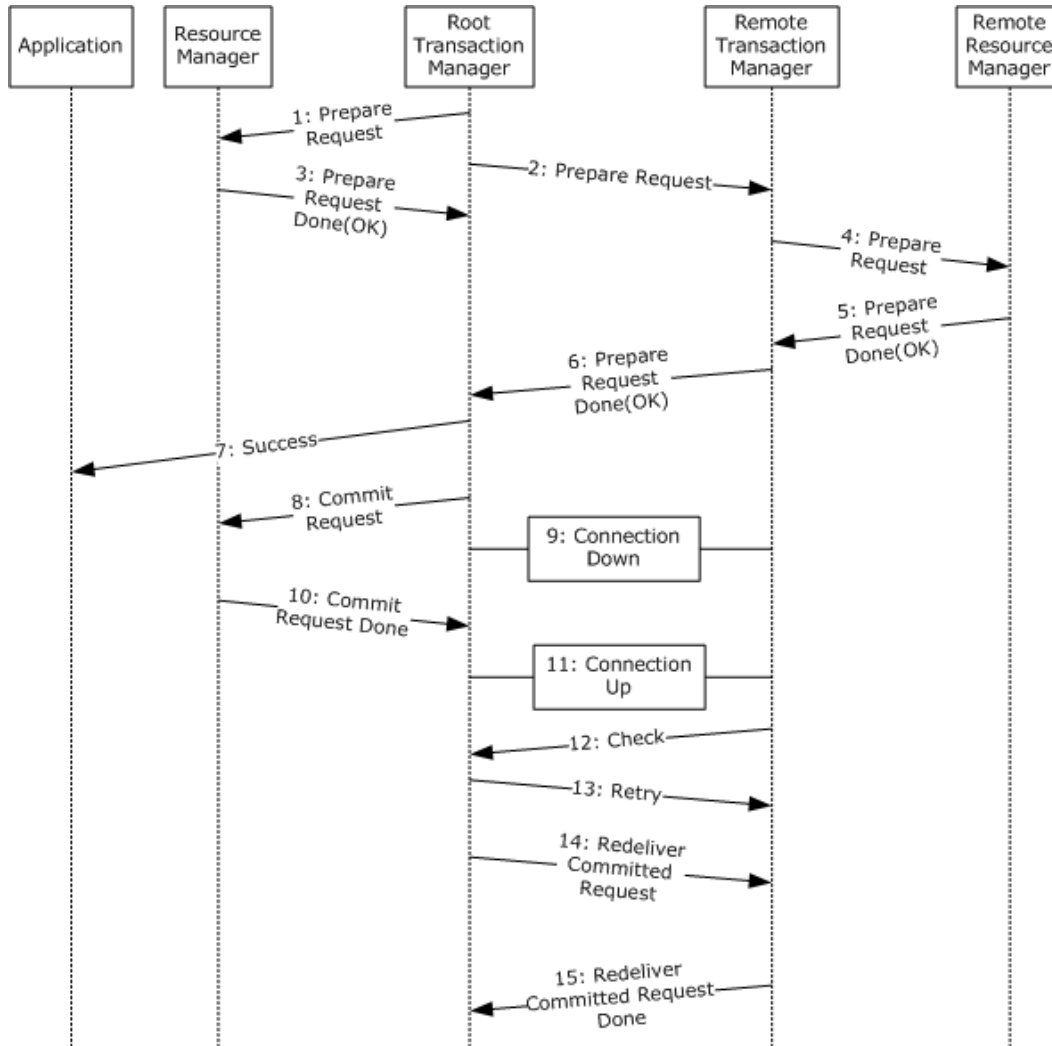 Application
Resource
Manager
Root
Transaction
Manager
Remote
Transaction
Manager
Remote
Resource
Manager
1: Prepare
Request
2: Prepare Request
3: Prepare
Request
Done(OK)
4: Prepare
Request
5: Prepare
Request
Done(OK)
6: Prepare
Request
Done(OK)
7: Success
8: Commit
Request
9: Connection
Down
10: Commit
Request Done
11: Connection
Up
12: Check
13: Retry
14: Redeliver
Committed
Request
15: Redeliver
Committed Request
Done